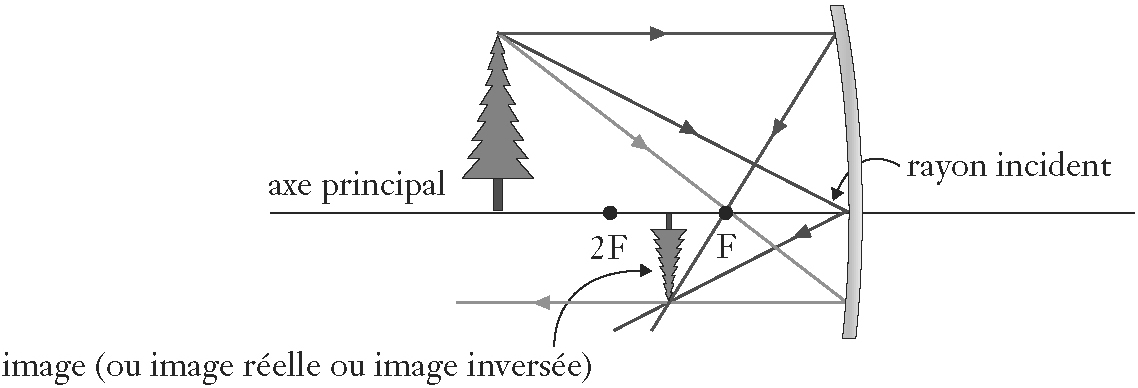 rayon incident
axe principal
2F
F
image (ou image réelle ou image inversée)